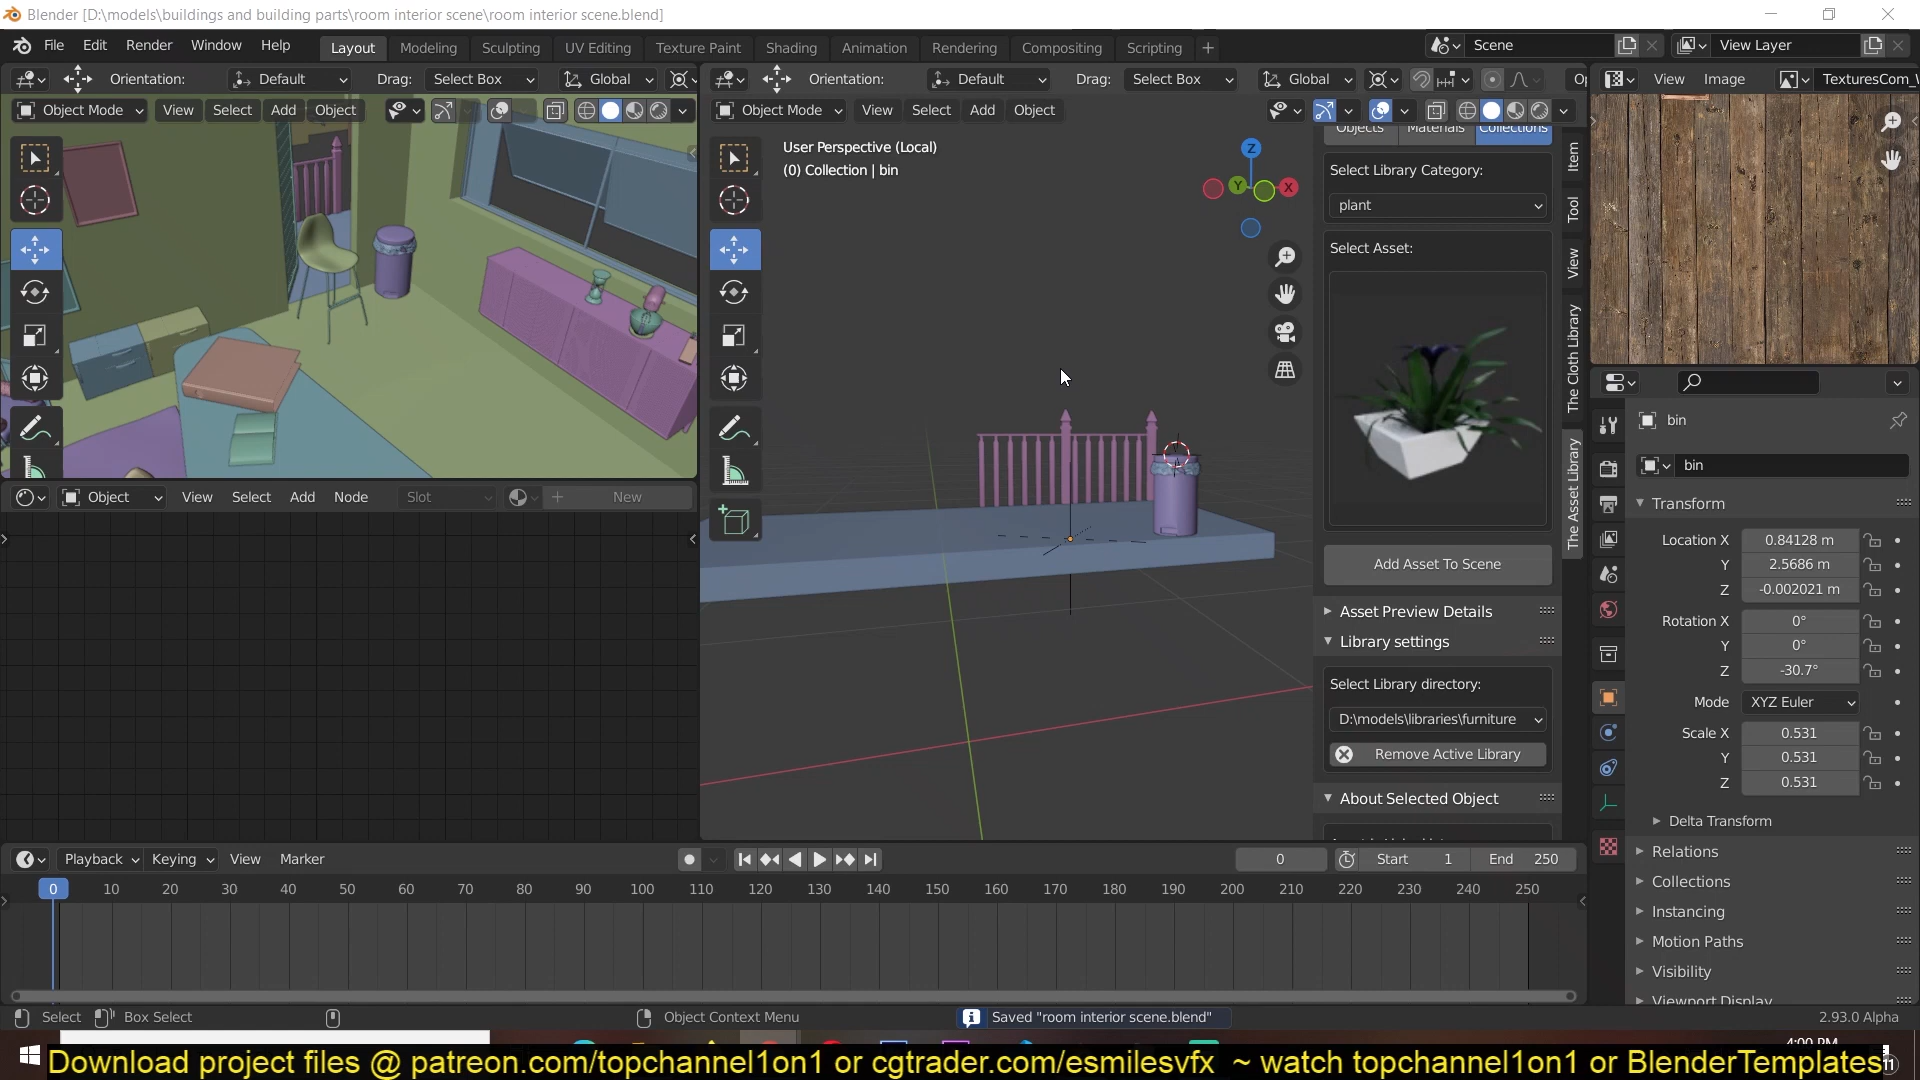 Blender [D:\models\buildings and building parts\room interior scene\room interior scene.blend]
File Edit Render Window Help Layout Modeling Sculpting UV Editing Texture Paint Shading Animation Rendering Compositing Scripting + Scene View Layer
Orientation: Default Drag: Select Box Global
Orientation: Default Drag: Select Box Global
View Image TexturesCom_
Object Mode View Select Add Object
Object Mode View Select Add Object
User Perspective (Local)
(0) Collection | bin
Z
Y
X
Objects Materials Collections
Select Library Category:
plant
Select Asset:
Add Asset To Scene
Asset Preview Details
Library settings
Select Library directory:
D:\models\libraries\furniture
Remove Active Library
About Selected Object
Item
Tool
View
The Cloth Library
The Asset Library
bin
bin
Transform
Location X 0.84128 m
Y 2.5686 m
Z -0.002021 m
Rotation X 0°
Y 0°
Z -30.7°
Mode XYZ Euler
Scale X 0.531
Y 0.531
Z 0.531
Delta Transform
Relations
Collections
Instancing
Motion Paths
Visibility
Viewport Display
Object View Select Add Node Slot New
Playback Keying View Marker 0 Start 1 End 250
0 10 20 30 40 50 60 70 80 90 100 110 120 130 140 150 160 170 180 190 200 210 220 230 240 250
Select Box Select Object Context Menu Saved "room interior scene.blend" 2.93.0 Alpha
4:00 PM
Download project files @ patreon.com/topchannel1on1 or cgtrader.com/esmilesvfx ~ watch topchannel1on1 or BlenderTemplates